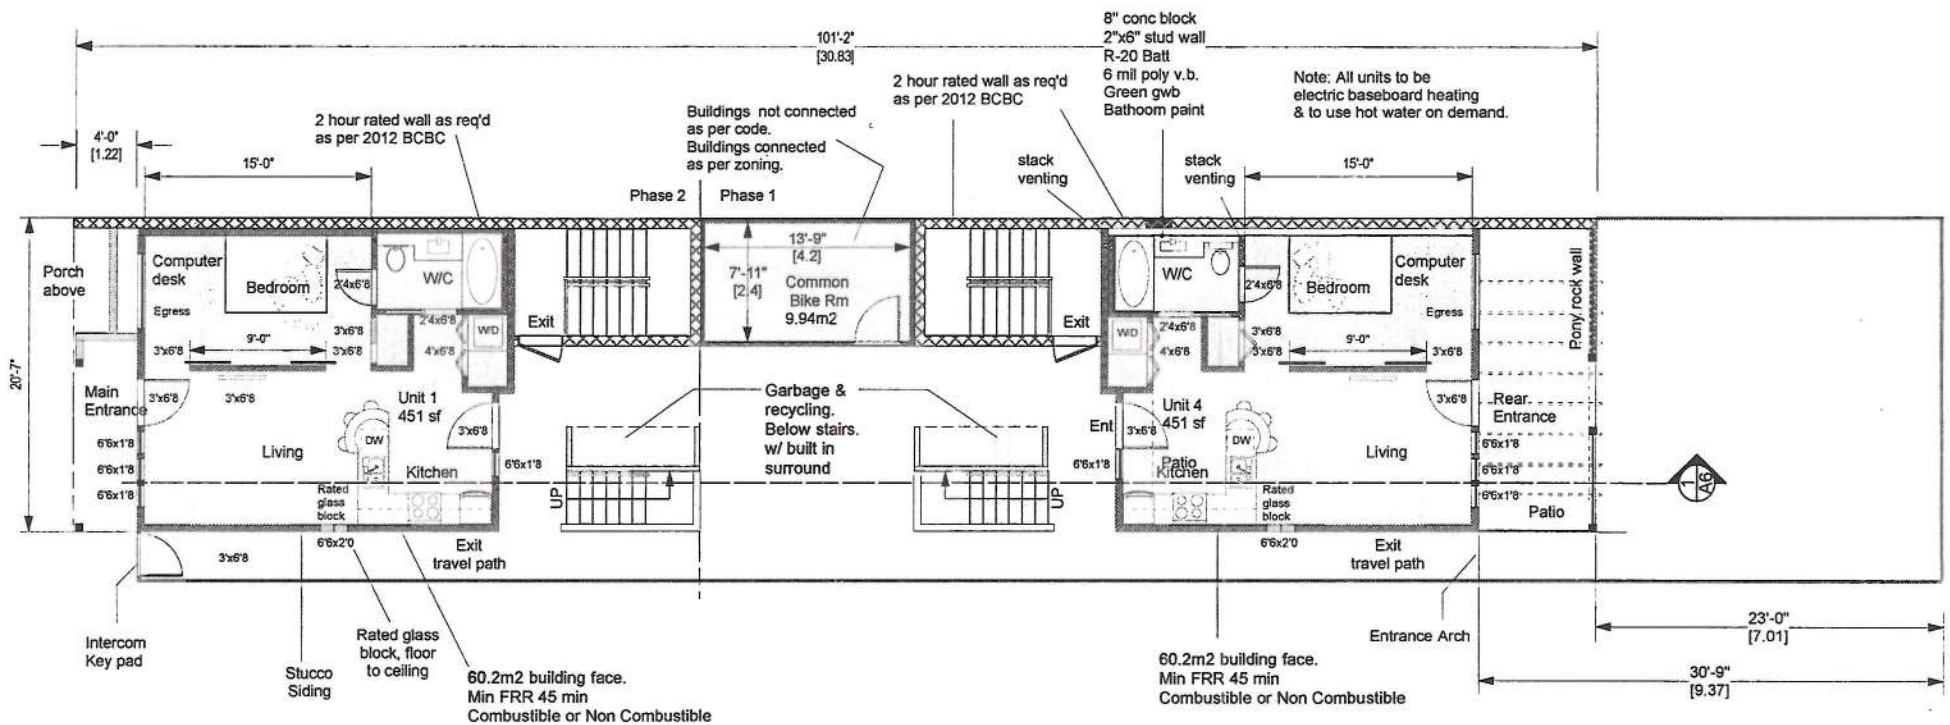 101'-2"
[30.83]
8" conc block
2"x6" stud wall
R-20 Batt
6 mil poly v.b.
Green gwb
Bathoom paint
2 hour rated wall as req'd
as per 2012 BCBC
Note: All units to be
electric baseboard heating
& to use hot water on demand.
Buildings not connected
as per code.
Buildings connected
as per zoning.
2 hour rated wall as req'd
as per 2012 BCBC
4'-0"
[1.22]
15'-0"
stack
venting
stack
venting
15'-0"
Phase 2
Phase 1
20'-7"
Porch
above
Computer
desk
Bedroom
2'4x6'8
W/C
Egress
3'x6'8
9'-0"
3'x6'8
3'x6'8
2'4x6'8
4'x6'8
W/D
Exit
13'-9"
[4.2]
7'-11"
[2.4]
Common
Bike Rm
9.94m2
Exit
W/C
2'4x6'8
Bedroom
Computer
desk
Egress
W/D
2'4x6'8
4'x6'8
3'x6'8
3'x6'8
9'-0"
3'x6'8
Pony rock wall
Main
Entrance
3'x6'8
3'x6'8
Unit 1
451 sf
DW
3'x6'8
Living
Kitchen
6'6x1'8
6'6x1'8
6'6x1'8
6'6x1'8
Rated
glass
block
UP
Garbage &
recycling.
Below stairs.
w/ built in
surround
UP
Ent
3'x6'8
Unit 4
451 sf
DW
6'6x1'8
Patio
Kitchen
Living
3'x6'8
Rear
Entrance
6'6x1'8
6'6x1'8
6'6x1'8
Rated
glass
block
Patio
1
A6
3'x6'8
6'6x2'0
Exit
travel path
6'6x2'0
Exit
travel path
Intercom
Key pad
Stucco
Siding
Rated glass
block, floor
to ceiling
60.2m2 building face.
Min FRR 45 min
Combustible or Non Combustible
60.2m2 building face.
Min FRR 45 min
Combustible or Non Combustible
Entrance Arch
23'-0"
[7.01]
30'-9"
[9.37]